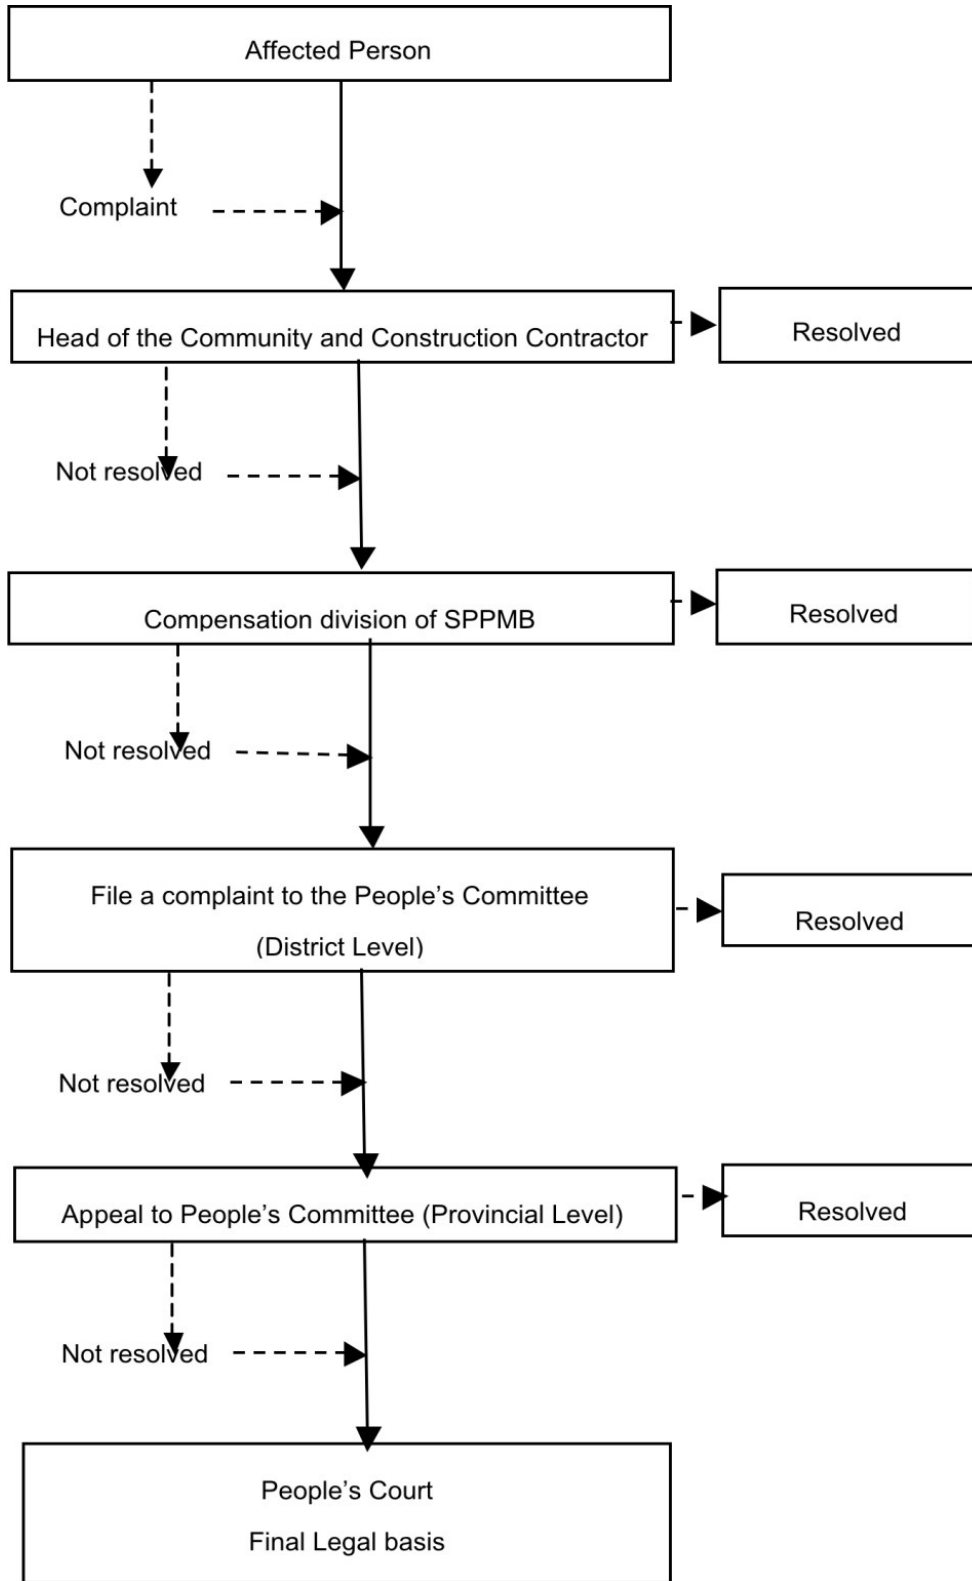 Affected Person
Complaint
Head of the Community and Construction Contractor
Resolved
Not resolved
Compensation division of SPPMB
Resolved
Not resolved
File a complaint to the People’s Committee
(District Level)
Resolved
Not resolved
Appeal to People’s Committee (Provincial Level)
Resolved
Not resolved
People’s Court
Final Legal basis